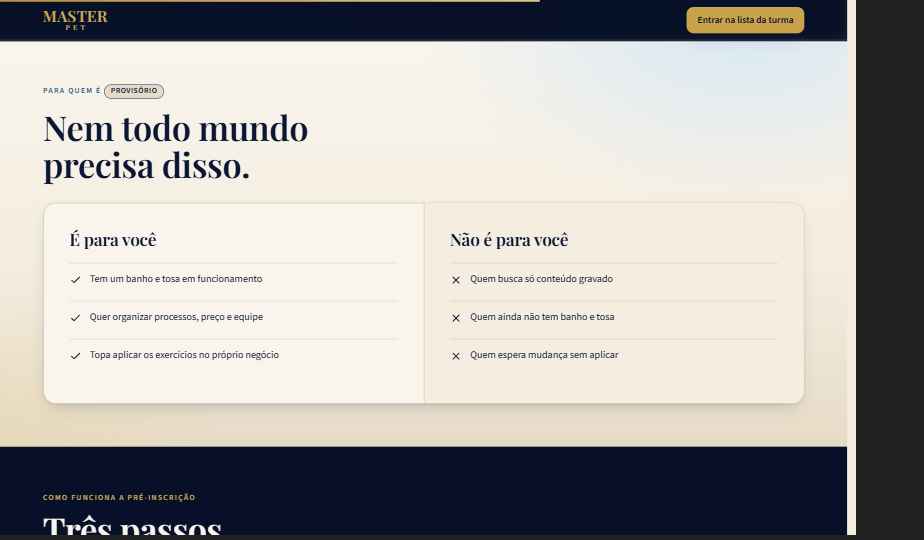 MASTER
PET
Entrar na lista da turma
PARA QUEM É PROVISÓRIO
Nem todo mundo
precisa disso.
É para você
Tem um banho e tosa em funcionamento
Quer organizar processos, preço e equipe
Topa aplicar os exercícios no próprio negócio
Não é para você
Quem busca só conteúdo gravado
Quem ainda não tem banho e tosa
Quem espera mudança sem aplicar
COMO FUNCIONA A PRÉ-INSCRIÇÃO
Três passos